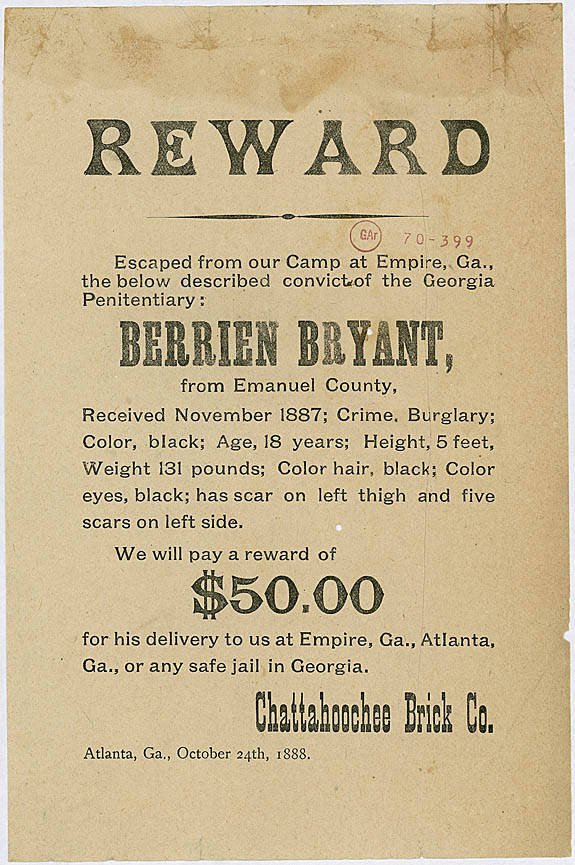 REWARD
GAr 70-399
Escaped from our Camp at Empire, Ga.,
the below described convict of the Georgia
Penitentiary:
BERRIEN BRYANT,
from Emanuel County,
Received November 1887; Crime, Burglary;
Color, black; Age, 18 years; Height, 5 feet,
Weight 131 pounds; Color hair, black; Color
eyes, black; has scar on left thigh and five
scars on left side.
We will pay a reward of
$50.00
for his delivery to us at Empire, Ga., Atlanta,
Ga., or any safe jail in Georgia.
Chattahoochee Brick Co.
Atlanta, Ga., October 24th, 1888.